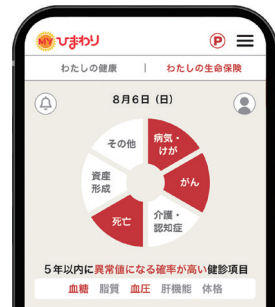 MY ひまわり Ⓟ
わたしの健康 | わたしの生命保険
8月6日（日）
その他
病気・
けが
資産
形成
がん
死亡
介護・
認知症
5年以内に異常値になる確率が高い健診項目
血糖 脂質 血圧 肝機能 体格